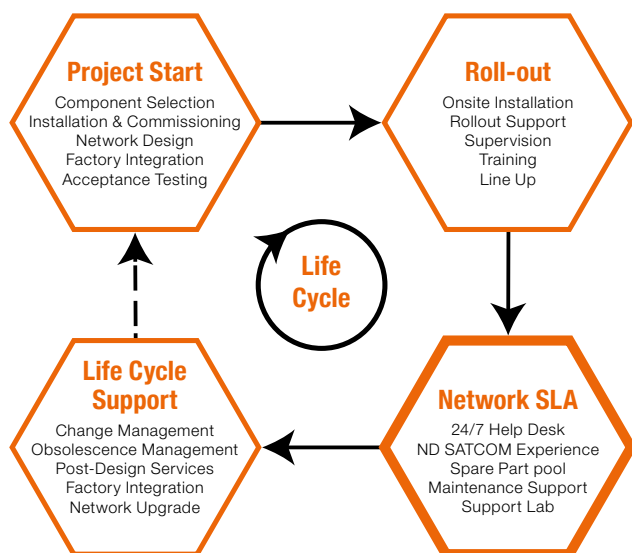 Project Start
Component Selection
Installation & Commissioning
Network Design
Factory Integration
Acceptance Testing
Roll-out
Onsite Installation
Rollout Support
Supervision
Training
Line Up
Life
Cycle
Life Cycle
Support
Change Management
Obsolescence Management
Post-Design Services
Factory Integration
Network Upgrade
Network SLA
24/7 Help Desk
ND SATCOM Experience
Spare Part pool
Maintenance Support
Support Lab